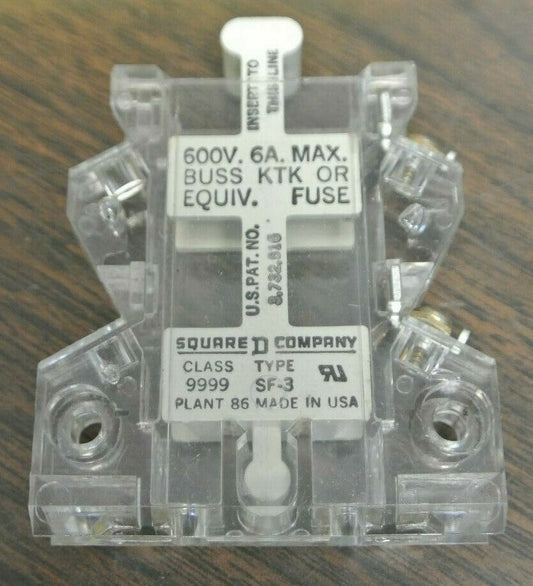 INSERT TO
THIS LINE
600V. 6A. MAX.
BUSS KTK OR
EQUIV. FUSE
U.S.PAT. NO.
3,732,516
SQUARE D COMPANY
CLASS TYPE
9999 SF-3
PLANT 86 MADE IN USA